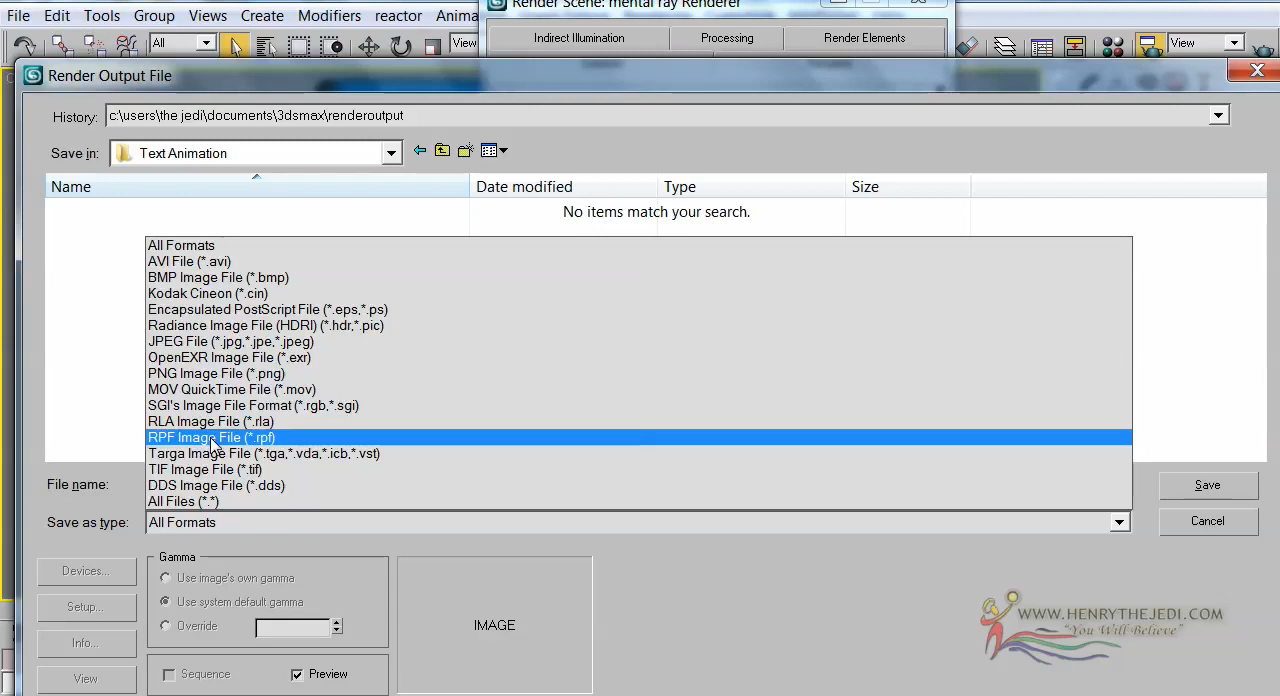 File Edit Tools Group Views Create Modifiers reactor Anima
Render Scene: mental ray Renderer
All
View
Indirect Illumination
Processing
Render Elements
View
Render Output File
History:
c:\users\the jedi\documents\3dsmax\renderoutput
Save in:
Text Animation
Name
Date modified
Type
Size
No items match your search.
All Formats
AVI File (*.avi)
BMP Image File (*.bmp)
Kodak Cineon (*.cin)
Encapsulated PostScript File (*.eps,*.ps)
Radiance Image File (HDRI) (*.hdr,*.pic)
JPEG File (*.jpg,*.jpe,*.jpeg)
OpenEXR Image File (*.exr)
PNG Image File (*.png)
MOV QuickTime File (*.mov)
SGI's Image File Format (*.rgb,*.sgi)
RLA Image File (*.rla)
RPF Image File (*.rpf)
Targa Image File (*.tga,*.vda,*.icb,*.vst)
TIF Image File (*.tif)
DDS Image File (*.dds)
All Files (*.*)
File name:
Save
Save as type:
All Formats
Cancel
Devices...
Setup...
Info...
View
Gamma
Use image's own gamma
Use system default gamma
Override
Sequence
Preview
IMAGE
WWW.HENRYTHEJEDI.COM
"You Will Believe"